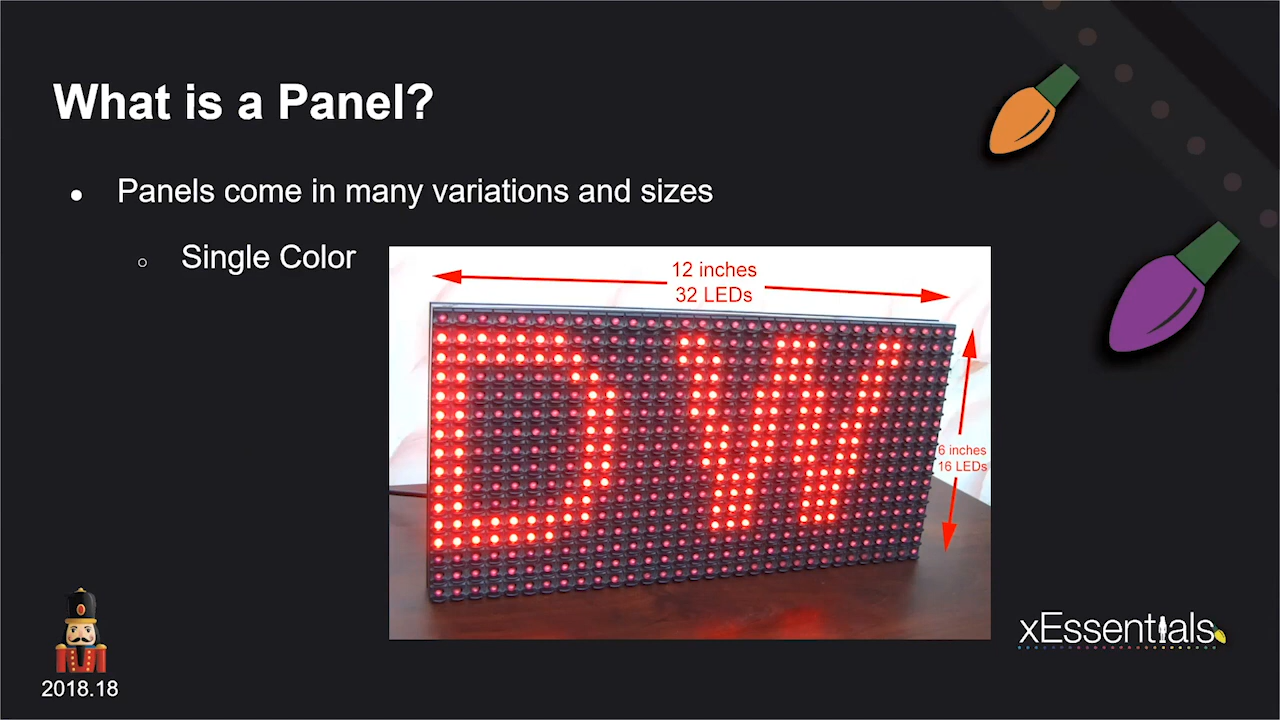 What is a Panel?
Panels come in many variations and sizes
Single Color
12 inches
32 LEDs
DW
6 inches
16 LEDs
xEssentials
2018.18